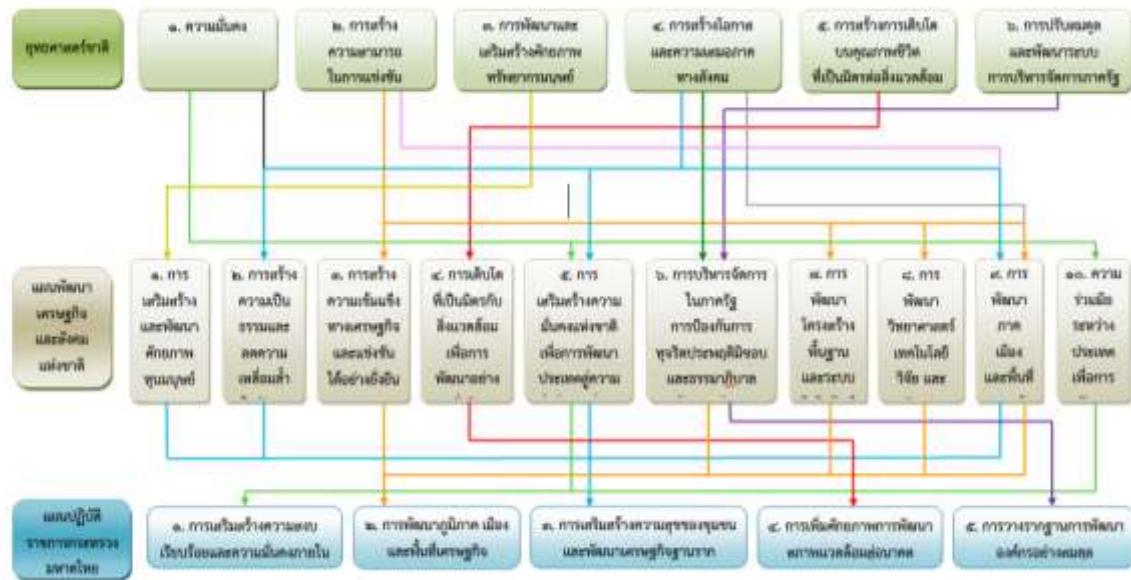 ยุทธศาสตร์ชาติ
๑. ความมั่นคง
๒. การสร้าง
ความสามารถ
ในการแข่งขัน
๓. การพัฒนาและ
เสริมสร้างศักยภาพ
ทรัพยากรมนุษย์
๔. การสร้างโอกาส
และความเสมอภาค
ทางสังคม
๕. การสร้างการเติบโต
บนคุณภาพชีวิต
ที่เป็นมิตรต่อสิ่งแวดล้อม
๖. การปรับสมดุล
และพัฒนาระบบ
การบริหารจัดการภาครัฐ
แผนพัฒนา
เศรษฐกิจ
และสังคม
แห่งชาติ
๑. การ
เสริมสร้าง
และพัฒนา
ศักยภาพ
ทุนมนุษย์
๒. การสร้าง
ความเป็น
ธรรมและ
ลดความ
เหลื่อมล้ำ
๓. การสร้าง
ความเข้มแข็ง
ทางเศรษฐกิจ
และแข่งขัน
ได้อย่างยั่งยืน
๔. การเติบโต
ที่เป็นมิตรกับ
สิ่งแวดล้อม
เพื่อการ
พัฒนาอย่าง
๕. การ
เสริมสร้างความ
มั่นคงแห่งชาติ
เพื่อการพัฒนา
ประเทศสู่ความ
๖. การบริหารจัดการ
ในภาครัฐ
การป้องกันการ
ทุจริตประพฤติมิชอบ
และธรรมาภิบาล
๗. การ
พัฒนา
โครงสร้าง
พื้นฐาน
และระบบ
๘. การ
พัฒนา
วิทยาศาสตร์
เทคโนโลยี
วิจัย และ
๙. การ
พัฒนา
ภาค
เมือง
และพื้นที่
๑๐. ความ
ร่วมมือ
ระหว่าง
ประเทศ
เพื่อการ
แผนปฏิบัติ
ราชการกระทรวง
มหาดไทย
๑. การเสริมสร้างความสงบ
เรียบร้อยและความมั่นคงภายใน
๒. การพัฒนาภูมิภาค เมือง
และพื้นที่เศรษฐกิจ
๓. การเสริมสร้างความสุขของชุมชน
และพัฒนาเศรษฐกิจฐานราก
๔. การเพิ่มศักยภาพการพัฒนา
สภาพแวดล้อมสู่อนาคต
๕. การวางรากฐานการพัฒนา
องค์กรอย่างสมดุล